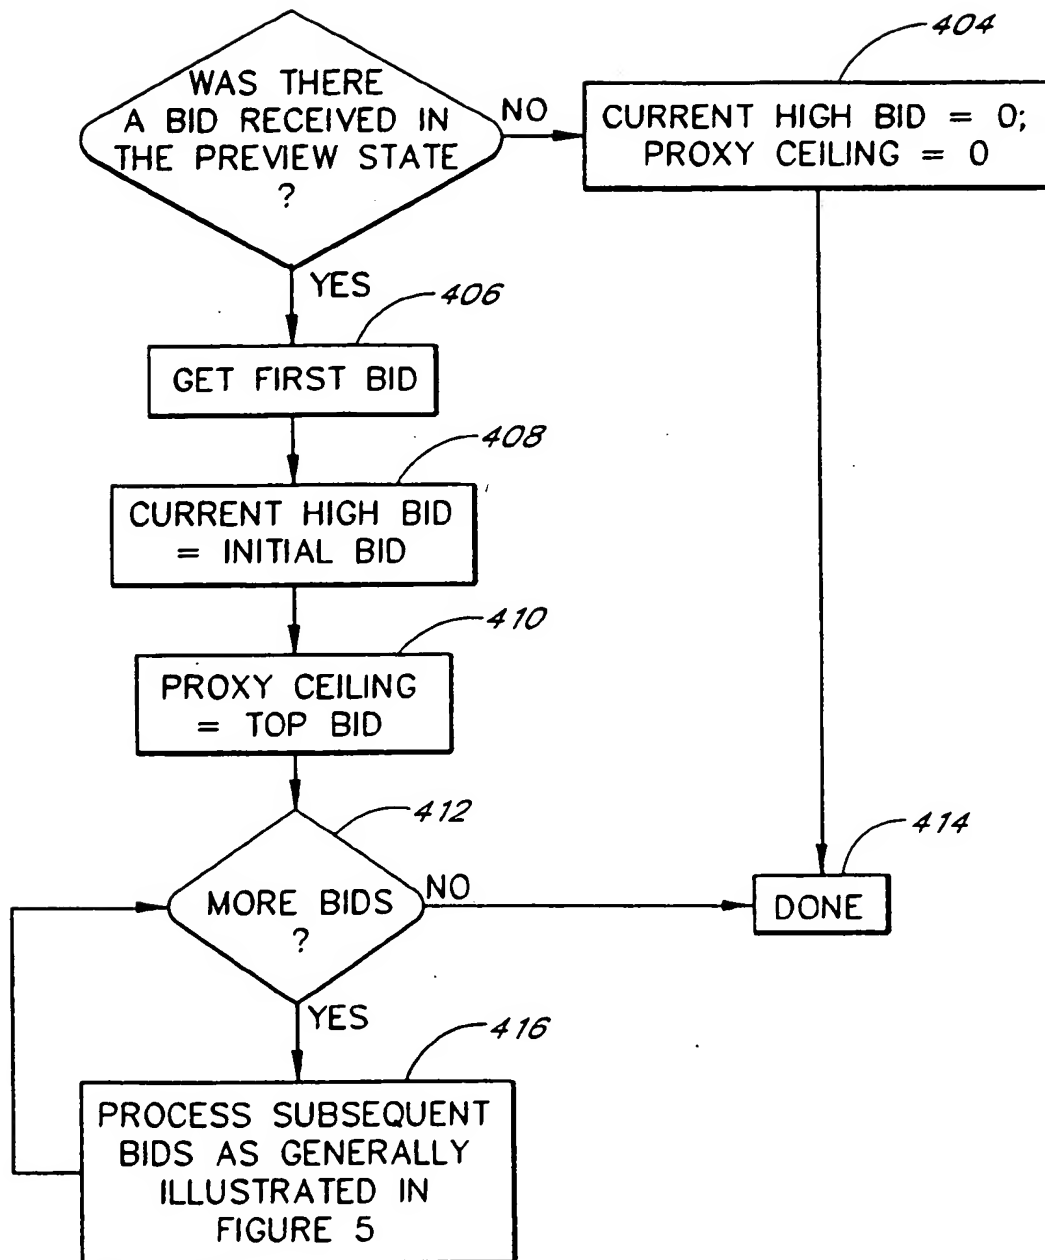 WAS THERE
A BID RECEIVED IN
THE PREVIEW STATE
?
NO
404
CURRENT HIGH BID = 0;
PROXY CEILING = 0
YES
406
GET FIRST BID
408
CURRENT HIGH BID
= INITIAL BID
410
PROXY CEILING
= TOP BID
412
MORE BIDS
?
NO
414
DONE
YES
416
PROCESS SUBSEQUENT
BIDS AS GENERALLY
ILLUSTRATED IN
FIGURE 5